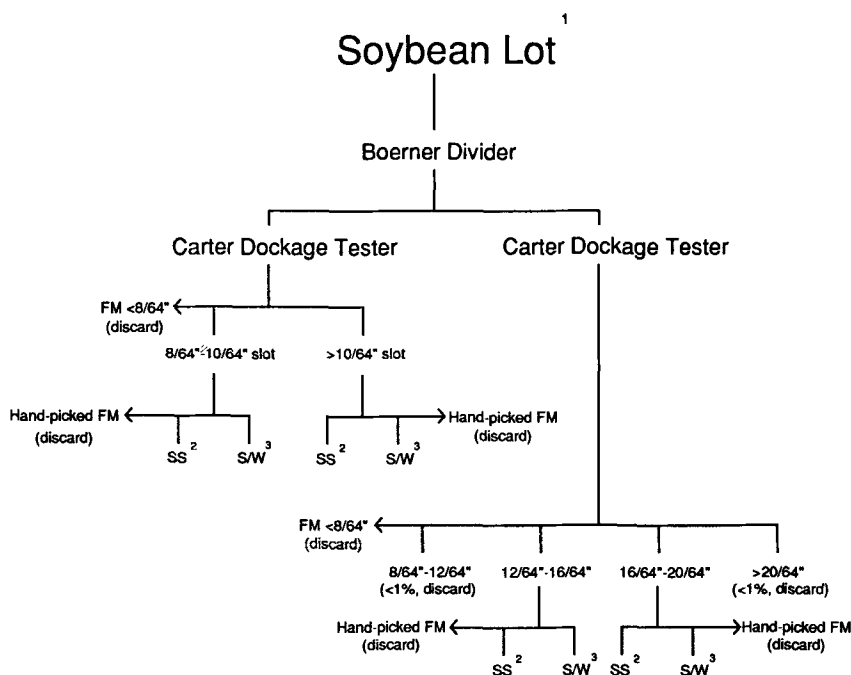 Soybean Lot 1
Boerner Divider
Carter Dockage Tester
Carter Dockage Tester
FM <8/64"
(discard)
8/64"-10/64" slot
>10/64" slot
Hand-picked FM
(discard)
SS 2
S/W 3
SS 2
S/W 3
Hand-picked FM
(discard)
FM <8/64"
(discard)
8/64"-12/64"
(<1%, discard)
12/64"-16/64"
16/64"-20/64"
>20/64"
(<1%, discard)
Hand-picked FM
(discard)
SS 2
S/W 3
SS 2
S/W 3
Hand-picked FM
(discard)